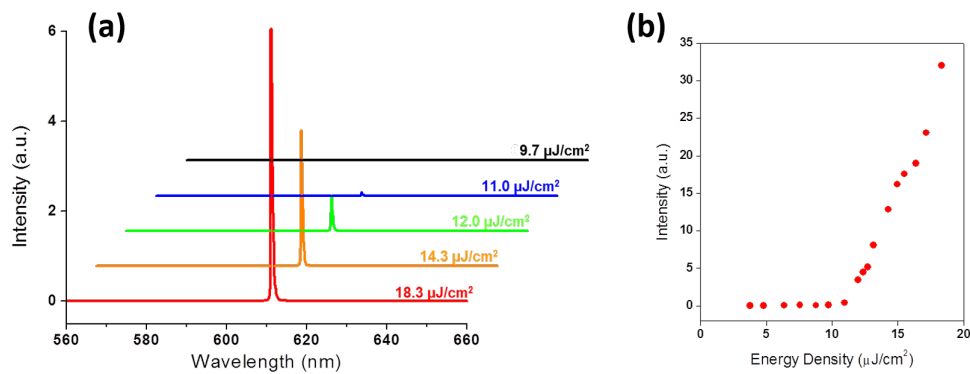 (a)
6
4
2
0
Intensity (a.u.)
9.7 µJ/cm²
11.0 µJ/cm²
12.0 µJ/cm²
14.3 µJ/cm²
18.3 µJ/cm²
560 580 600 620 640 660
Wavelength (nm)
(b)
35
30
25
20
15
10
5
0
Intensity (a.u.)
0 5 10 15 20
Energy Density (µJ/cm²)